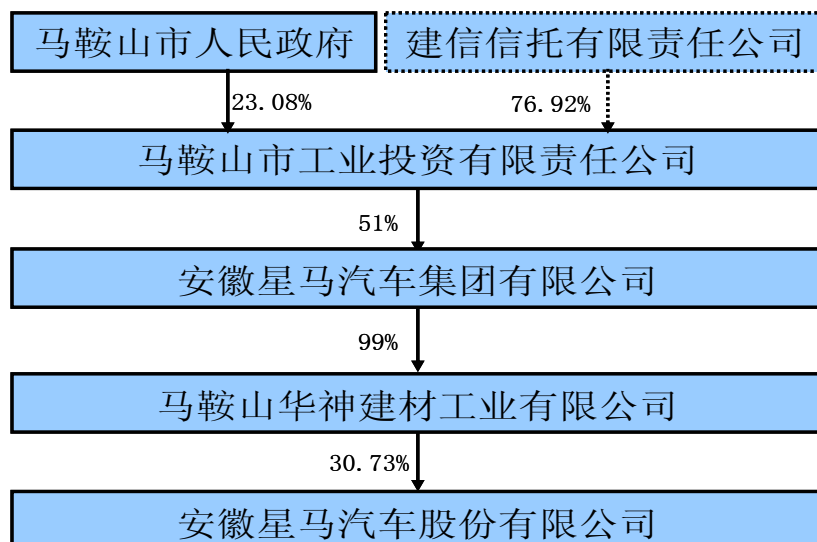 马鞍山市人民政府
建信信托有限责任公司
23.08%
76.92%
马鞍山市工业投资有限责任公司
51%
安徽星马汽车集团有限公司
99%
马鞍山华神建材工业有限公司
30.73%
安徽星马汽车股份有限公司